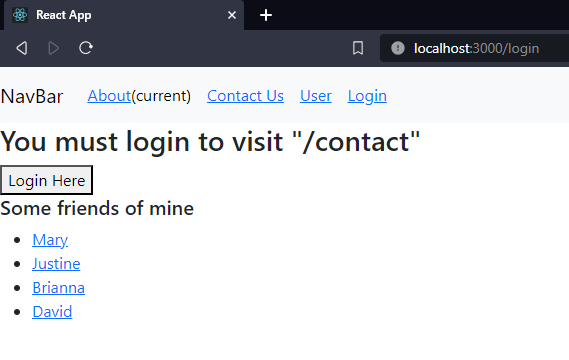 React App
localhost:3000/login
NavBar About(current) Contact Us User Login
You must login to visit "/contact"
Login Here
Some friends of mine
Mary
Justine
Brianna
David